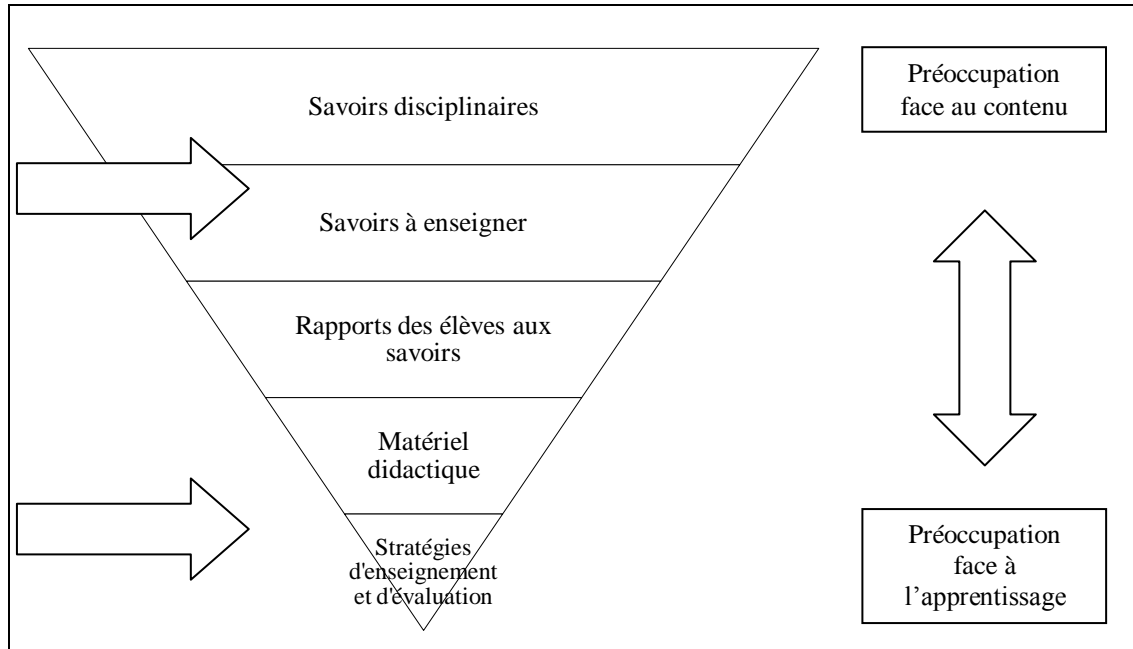 Savoirs disciplinaires
Savoirs à enseigner
Rapports des élèves aux
savoirs
Matériel
didactique
Stratégies
d'enseignement
et d'évaluation
Préoccupation
face au contenu
Préoccupation
face à
l’apprentissage